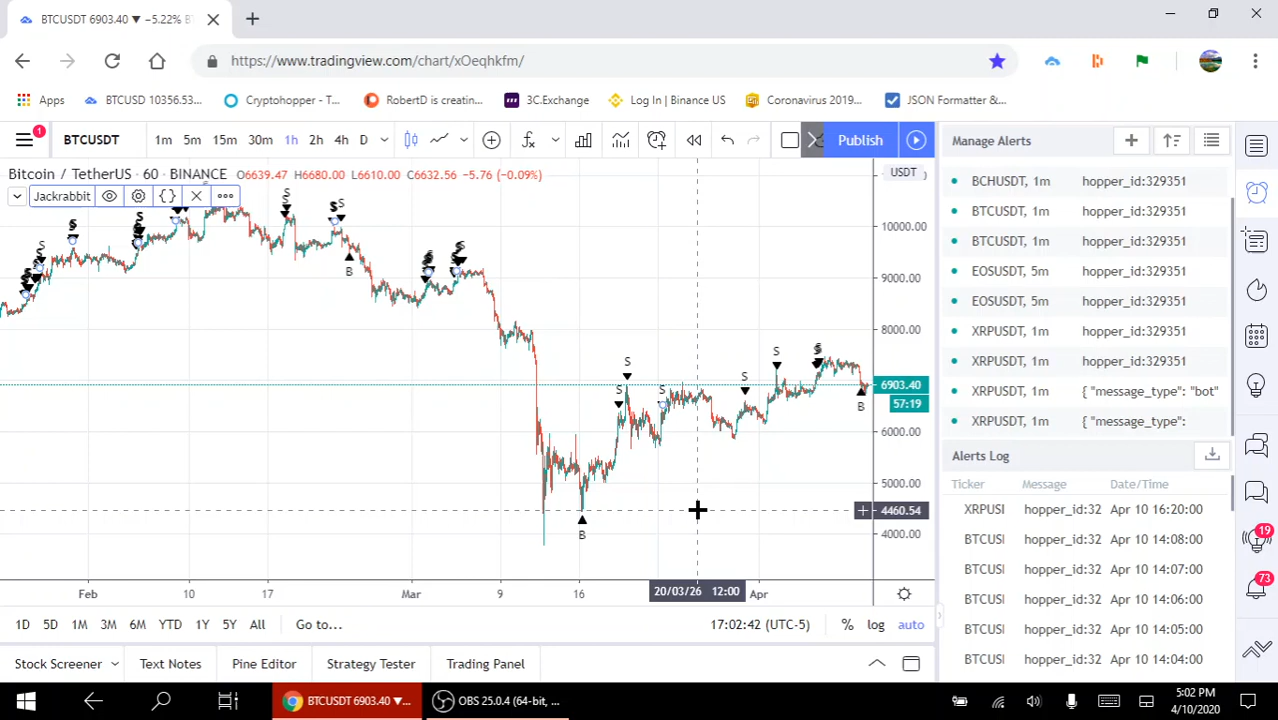 BTCUSDT 6903.40 ▼ −5.22%
https://www.tradingview.com/chart/xOeqhkfm/
Apps
BTCUSD 10356.53...
Cryptohopper - T...
RobertD is creatin...
3C.Exchange
Log In | Binance US
Coronavirus 2019...
JSON Formatter &...
1
BTCUSDT
1m 5m 15m 30m 1h 2h 4h D
Publish
Manage Alerts
Bitcoin / TetherUS · 60 · BINANCE O6639.47 H6680.00 L6610.00 C6632.56 −5.76 (−0.09%)
USDT
Jackrabbit
BCHUSDT, 1m hopper_id:329351
BTCUSDT, 1m hopper_id:329351
BTCUSDT, 1m hopper_id:329351
EOSUSDT, 5m hopper_id:329351
EOSUSDT, 5m hopper_id:329351
XRPUSDT, 1m hopper_id:329351
XRPUSDT, 1m hopper_id:329351
XRPUSDT, 1m { "message_type": "bot"
XRPUSDT, 1m { "message_type":
S
S
S
S
S
S
S
B
S
S
S
S
S
S
S
S
B
B
10000.00
9000.00
8000.00
6903.40
57:19
6000.00
5000.00
4460.54
4000.00
Alerts Log
Ticker Message Date/Time
XRPUSI hopper_id:32 Apr 10 16:20:00
BTCUSI hopper_id:32 Apr 10 14:08:00
BTCUSI hopper_id:32 Apr 10 14:07:00
BTCUSI hopper_id:32 Apr 10 14:06:00
BTCUSI hopper_id:32 Apr 10 14:05:00
BTCUSI hopper_id:32 Apr 10 14:04:00
19
73
Feb 10 17 Mar 9 16 20/03/26 12:00 Apr
1D 5D 1M 3M 6M YTD 1Y 5Y All Go to...
17:02:42 (UTC-5) % log auto
Stock Screener Text Notes Pine Editor Strategy Tester Trading Panel
BTCUSDT 6903.40 ▼...
OBS 25.0.4 (64-bit, ...
5:02 PM
4/10/2020